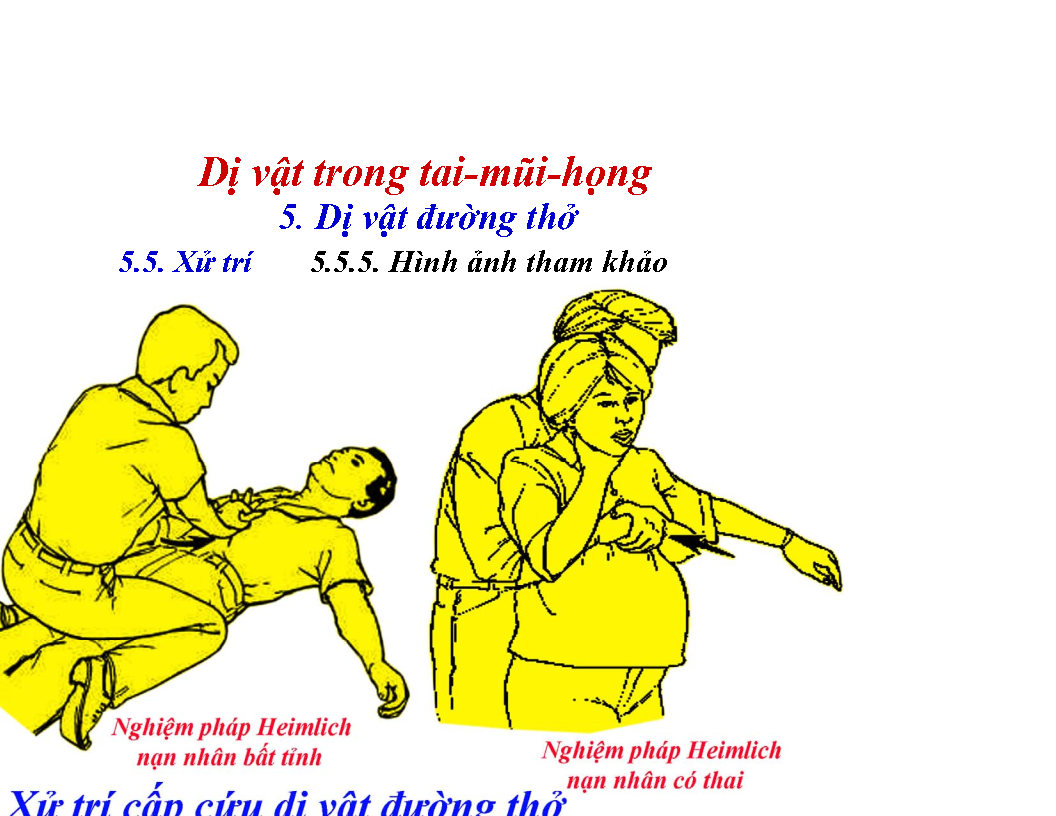 Dị vật trong tai-mũi-họng
5. Dị vật đường thở
5.5. Xử trí 5.5.5. Hình ảnh tham khảo
Nghiệm pháp Heimlich
nạn nhân bất tỉnh
Nghiệm pháp Heimlich
nạn nhân có thai
Xử trí cấp cứu dị vật đường thở